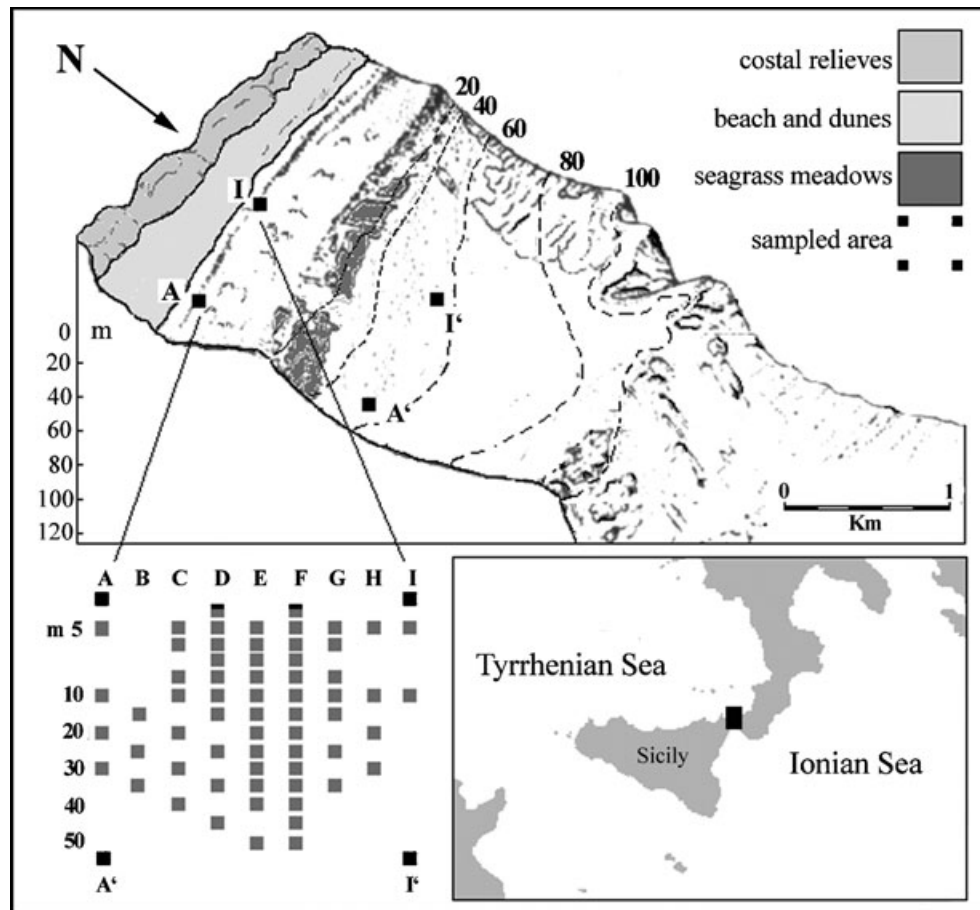 N
costal relieves
beach and dunes
seagrass meadows
sampled area
20
40
60
80
100
I
A
I‘
A‘
0 m
20
40
60
80
100
120
0 1
Km
A B C D E F G H I
m 5
10
20
30
40
50
A‘ I‘
Tyrrhenian Sea
Sicily
Ionian Sea